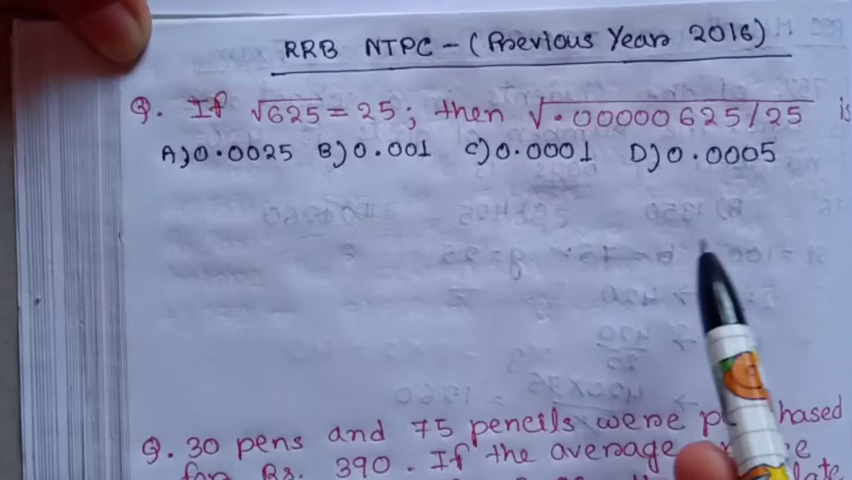 RRB NTPC - (Previous Year 2016)
Q. If √625 = 25; then √.00000625/25 is
A) 0.0025 B) 0.001 C) 0.0001 D) 0.0005
Q. 30 pens and 75 pencils were hased
for Rs. 390. If the average